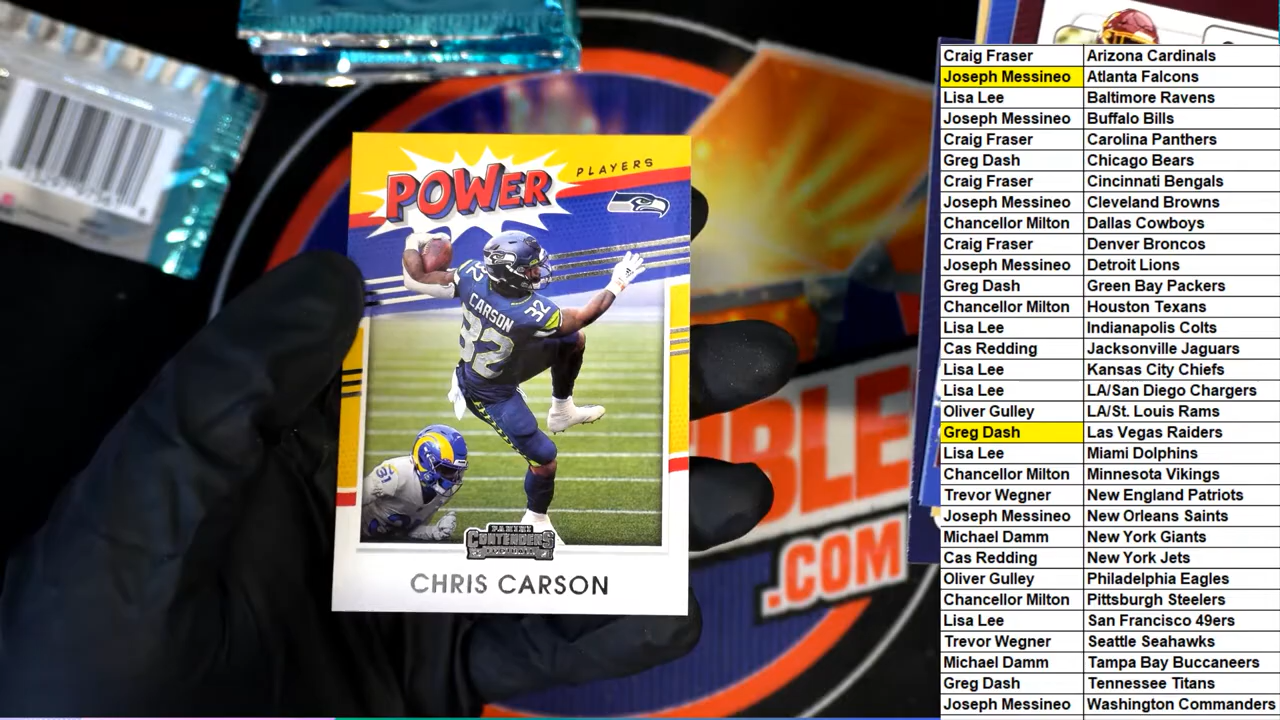 POWER
PLAYERS
CARSON
32
32
32
31
PANINI
CONTENDERS
CHRIS CARSON
IBLE
.COM
Craig Fraser Arizona Cardinals
Joseph Messineo Atlanta Falcons
Lisa Lee Baltimore Ravens
Joseph Messineo Buffalo Bills
Craig Fraser Carolina Panthers
Greg Dash Chicago Bears
Craig Fraser Cincinnati Bengals
Joseph Messineo Cleveland Browns
Chancellor Milton Dallas Cowboys
Craig Fraser Denver Broncos
Joseph Messineo Detroit Lions
Greg Dash Green Bay Packers
Chancellor Milton Houston Texans
Lisa Lee Indianapolis Colts
Cas Redding Jacksonville Jaguars
Lisa Lee Kansas City Chiefs
Lisa Lee LA/San Diego Chargers
Oliver Gulley LA/St. Louis Rams
Greg Dash Las Vegas Raiders
Lisa Lee Miami Dolphins
Chancellor Milton Minnesota Vikings
Trevor Wegner New England Patriots
Joseph Messineo New Orleans Saints
Michael Damm New York Giants
Cas Redding New York Jets
Oliver Gulley Philadelphia Eagles
Chancellor Milton Pittsburgh Steelers
Lisa Lee San Francisco 49ers
Trevor Wegner Seattle Seahawks
Michael Damm Tampa Bay Buccaneers
Greg Dash Tennessee Titans
Joseph Messineo Washington Commanders